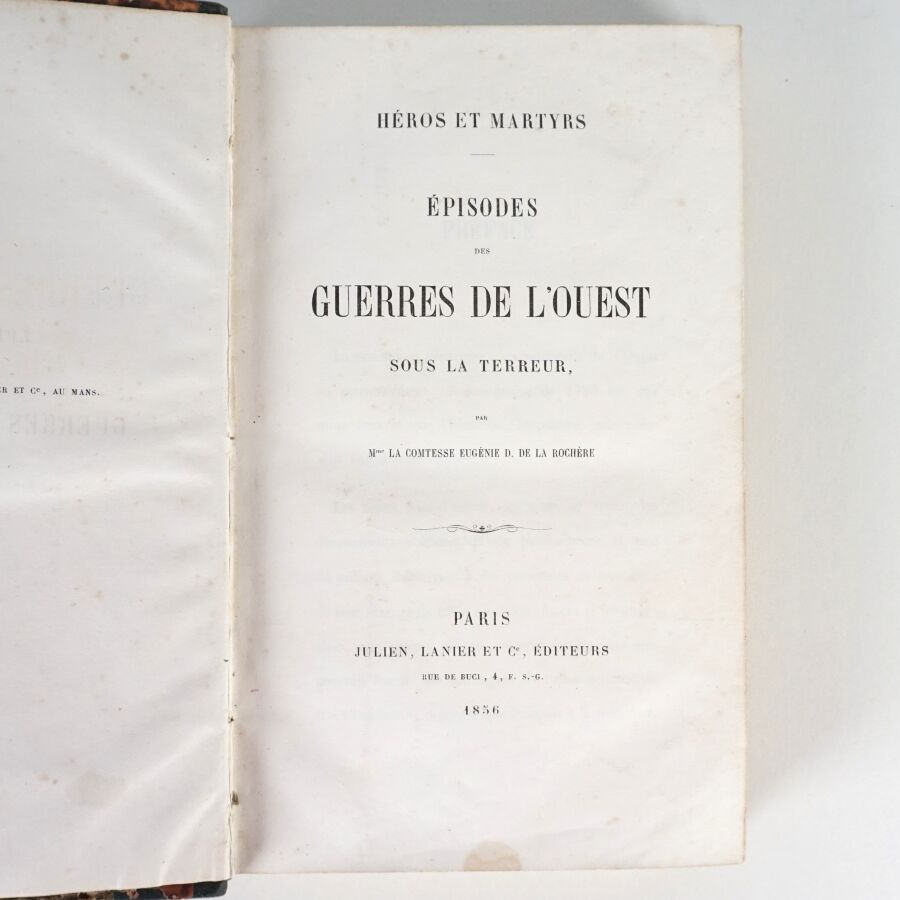 ET Cᵉ, AU MANS.
HÉROS ET MARTYRS
ÉPISODES
DES
GUERRES DE L'OUEST
SOUS LA TERREUR,
PAR
Mᵐᵉ LA COMTESSE EUGÉNIE D. DE LA ROCHÈRE
PARIS
JULIEN, LANIER ET Cᵉ, ÉDITEURS
RUE DE BUCI, 4, F. S.-G.
1856